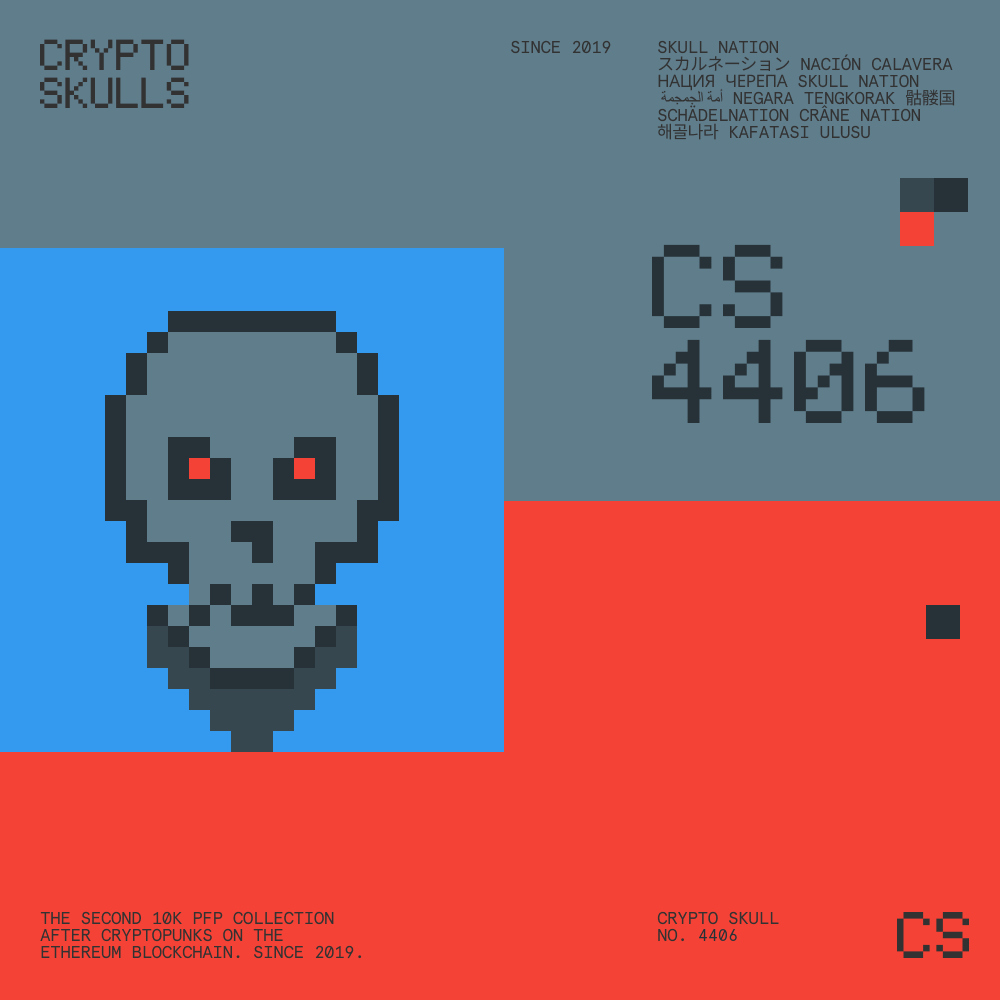 CRYPTO
SKULLS
SINCE 2019
SKULL NATION
スカルネーション NACIÓN CALAVERA
НАЦИЯ ЧЕРЕПА SKULL NATION
أمة الجمجمة NEGARA TENGKORAK 骷髅国
SCHÄDELNATION CRÂNE NATION
해골나라 KAFATASI ULUSU
CS
4406
THE SECOND 10K PFP COLLECTION
AFTER CRYPTOPUNKS ON THE
ETHEREUM BLOCKCHAIN. SINCE 2019.
CRYPTO SKULL
NO. 4406
CS